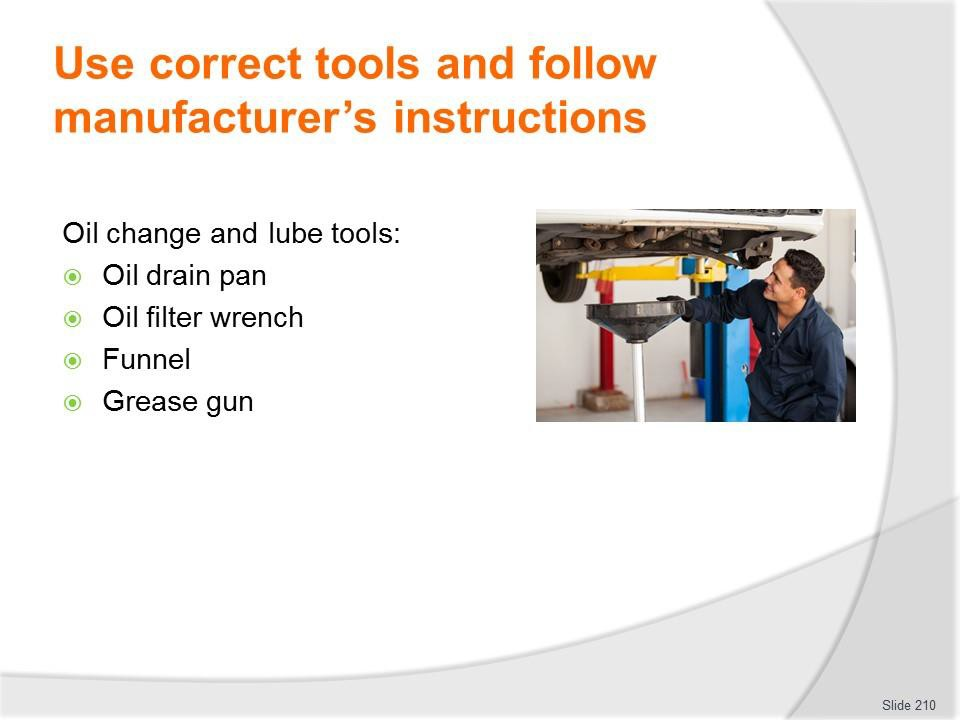 Use correct tools and follow
manufacturer’s instructions
Oil change and lube tools:
Oil drain pan
Oil filter wrench
Funnel
Grease gun
Slide 210